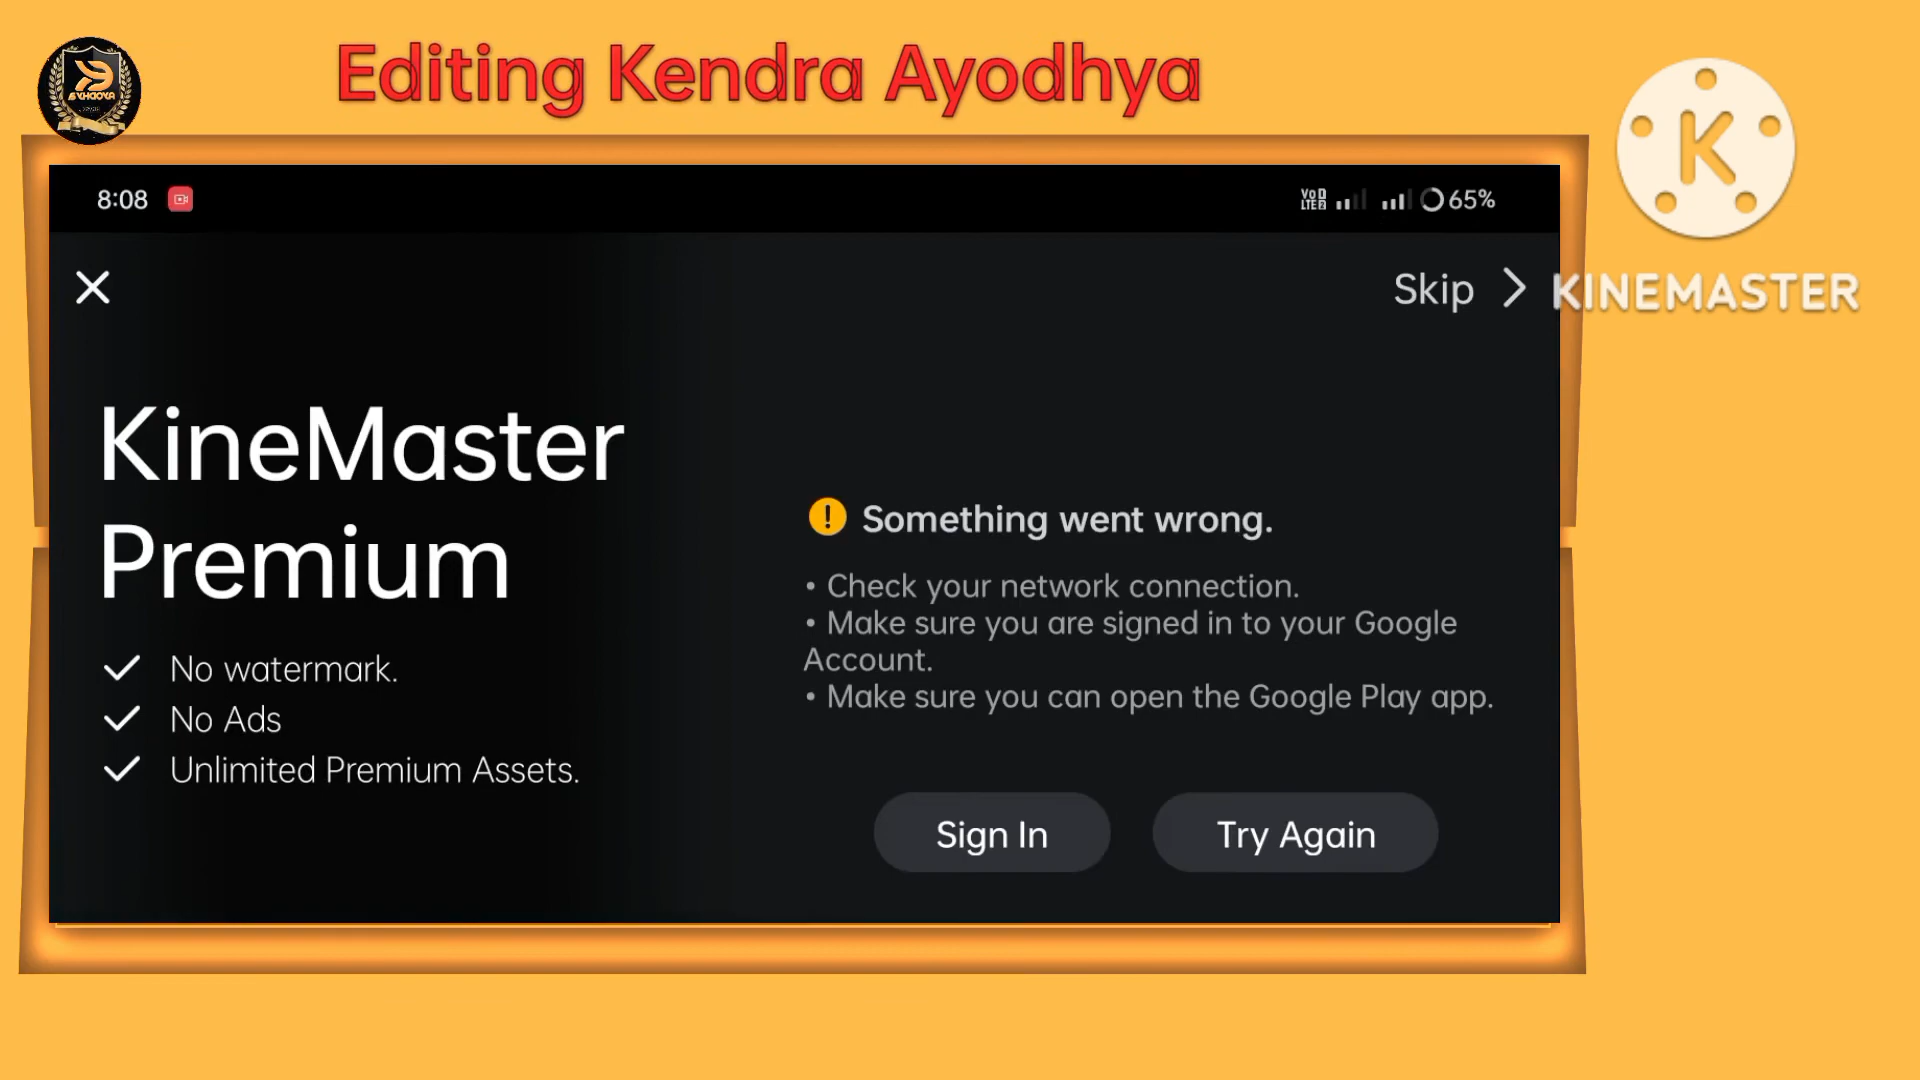 Editing Kendra Ayodhya
K
KINEMASTER
8:08
VoD
LTE2
65%
Skip
KineMaster
Premium
No watermark.
No Ads
Unlimited Premium Assets.
! Something went wrong.
• Check your network connection.
• Make sure you are signed in to your Google
Account.
• Make sure you can open the Google Play app.
Sign In
Try Again